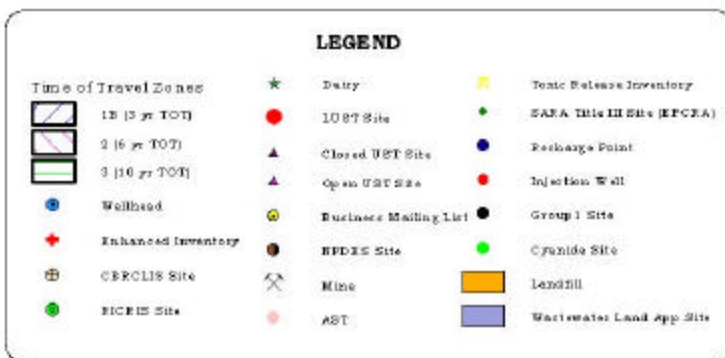 LEGEND
Time of Travel Zones
1B (3 yr TOT)
2 (6 yr TOT)
3 (10 yr TOT)
Wellhead
Enhanced Inventory
CERCLIS Site
RICRIS Site
Dairy
LUST Site
Closed UST Site
Open UST Site
Business Mailing List
NPDES Site
Mine
AST
Toxic Release Inventory
SARA Title III Site (EPCRA)
Recharge Point
Injection Well
Group 1 Site
Cyanide Site
Landfill
Wastewater Land App Site